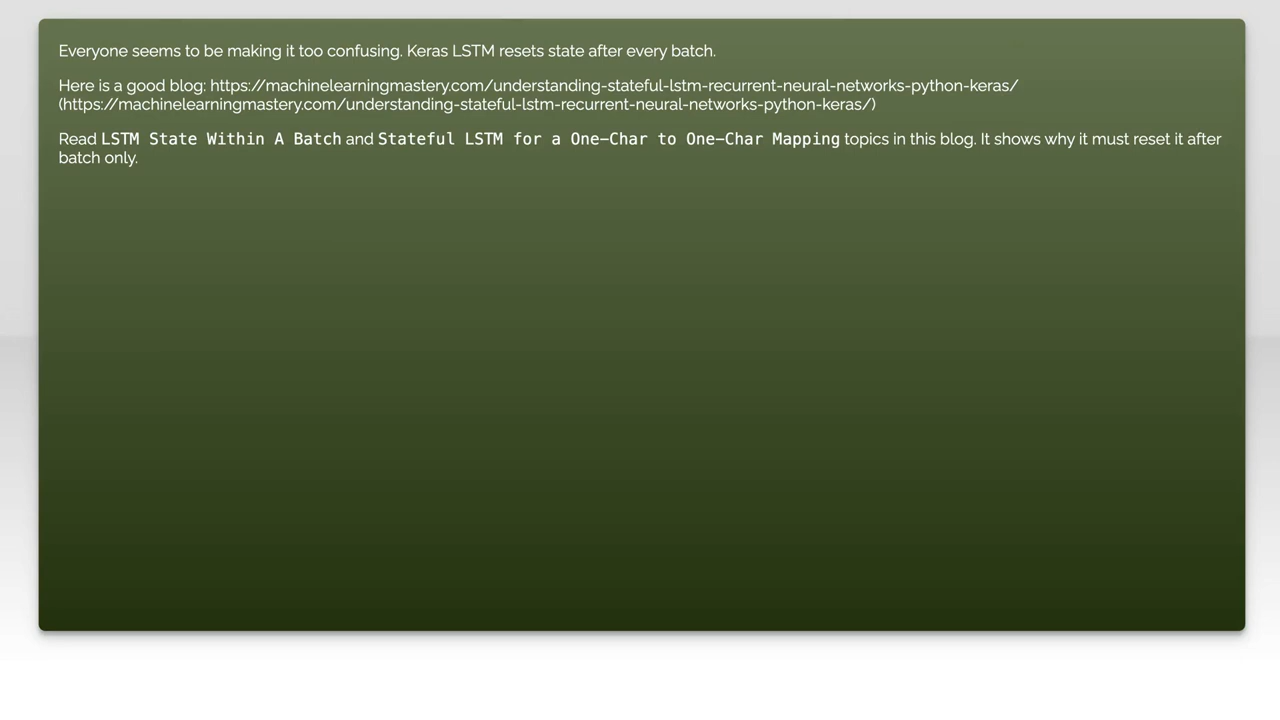 Everyone seems to be making it too confusing. Keras LSTM resets state after every batch.
Here is a good blog: https://machinelearningmastery.com/understanding-stateful-lstm-recurrent-neural-networks-python-keras/
(https://machinelearningmastery.com/understanding-stateful-lstm-recurrent-neural-networks-python-keras/)
Read LSTM State Within A Batch and Stateful LSTM for a One-Char to One-Char Mapping topics in this blog. It shows why it must reset it after
batch only.